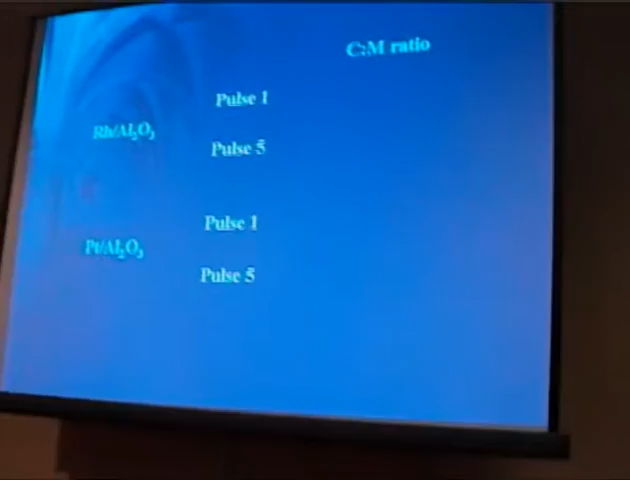 C:M ratio
Pulse 1
Rh/Al₂O₃
Pulse 5
Pulse 1
Pt/Al₂O₃
Pulse 5